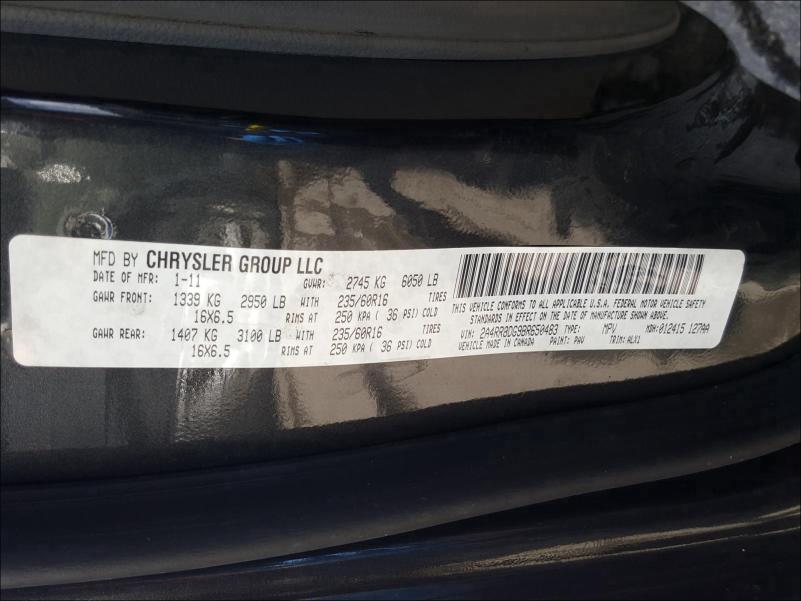 MFD BY CHRYSLER GROUP LLC
DATE OF MFR: 1-11 GVWR: 2745 KG 6050 LB
GAWR FRONT: 1339 KG 2950 LB WITH 235/60R16 TIRES
16X6.5 RIMS AT 250 KPA ( 36 PSI) COLD
GAWR REAR: 1407 KG 3100 LB WITH 235/60R16 TIRES
16X6.5 RIMS AT 250 KPA ( 36 PSI) COLD
THIS VEHICLE CONFORMS TO ALL APPLICABLE U.S.A. FEDERAL MOTOR VEHICLE SAFETY
STANDARDS IN EFFECT ON THE DATE OF MANUFACTURE SHOWN ABOVE.
VIN: 2A4RR8DG3BR650483 TYPE: MPV MDH: 012415 127AA
VEHICLE MADE IN CANADA PAINT: PAV TRIM: ALX1